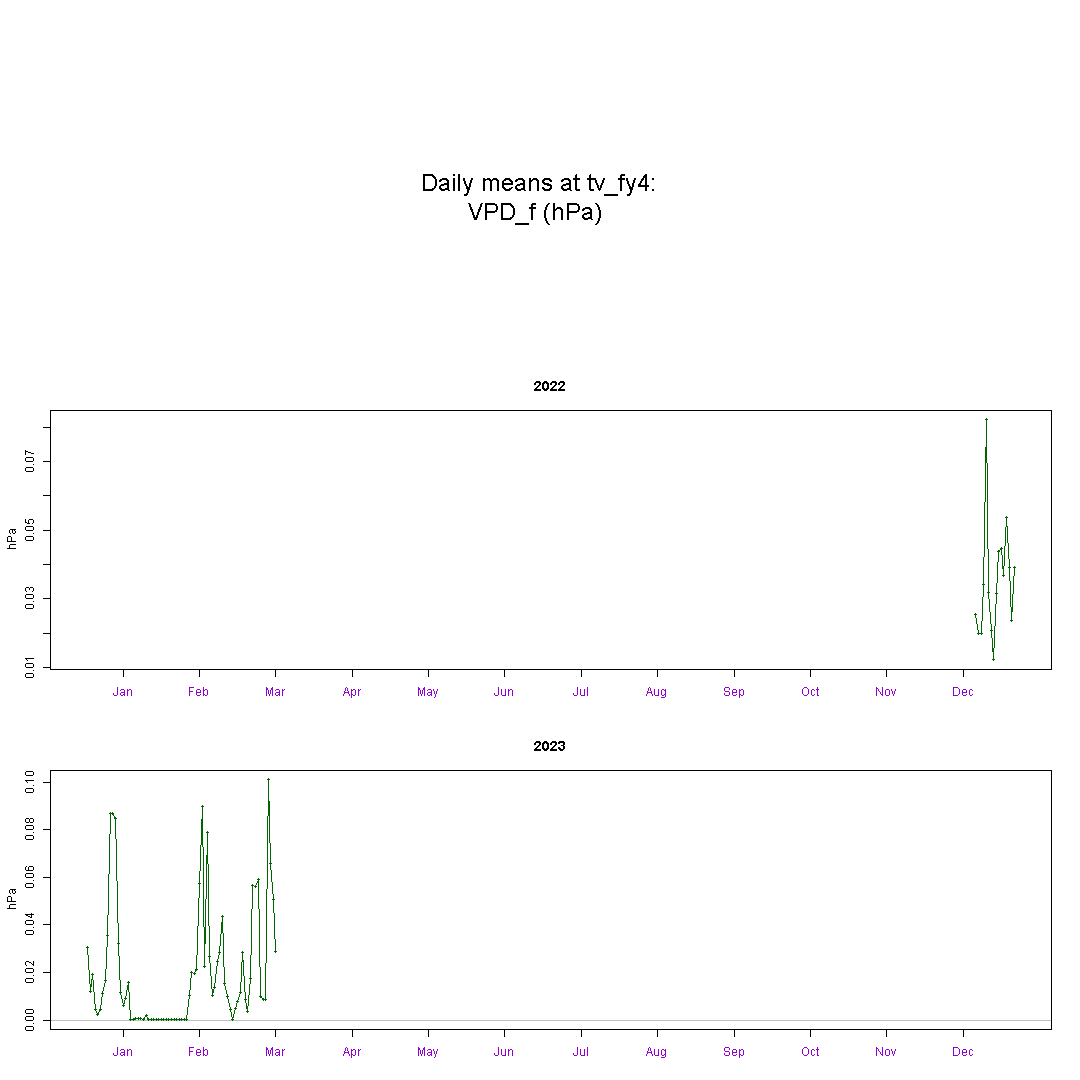 Daily means at tv_fy4:
VPD_f (hPa)
2022
hPa
0.07
0.05
0.03
0.01
Jan Feb Mar Apr May Jun Jul Aug Sep Oct Nov Dec
2023
hPa
0.10
0.08
0.06
0.04
0.02
0.00
Jan Feb Mar Apr May Jun Jul Aug Sep Oct Nov Dec